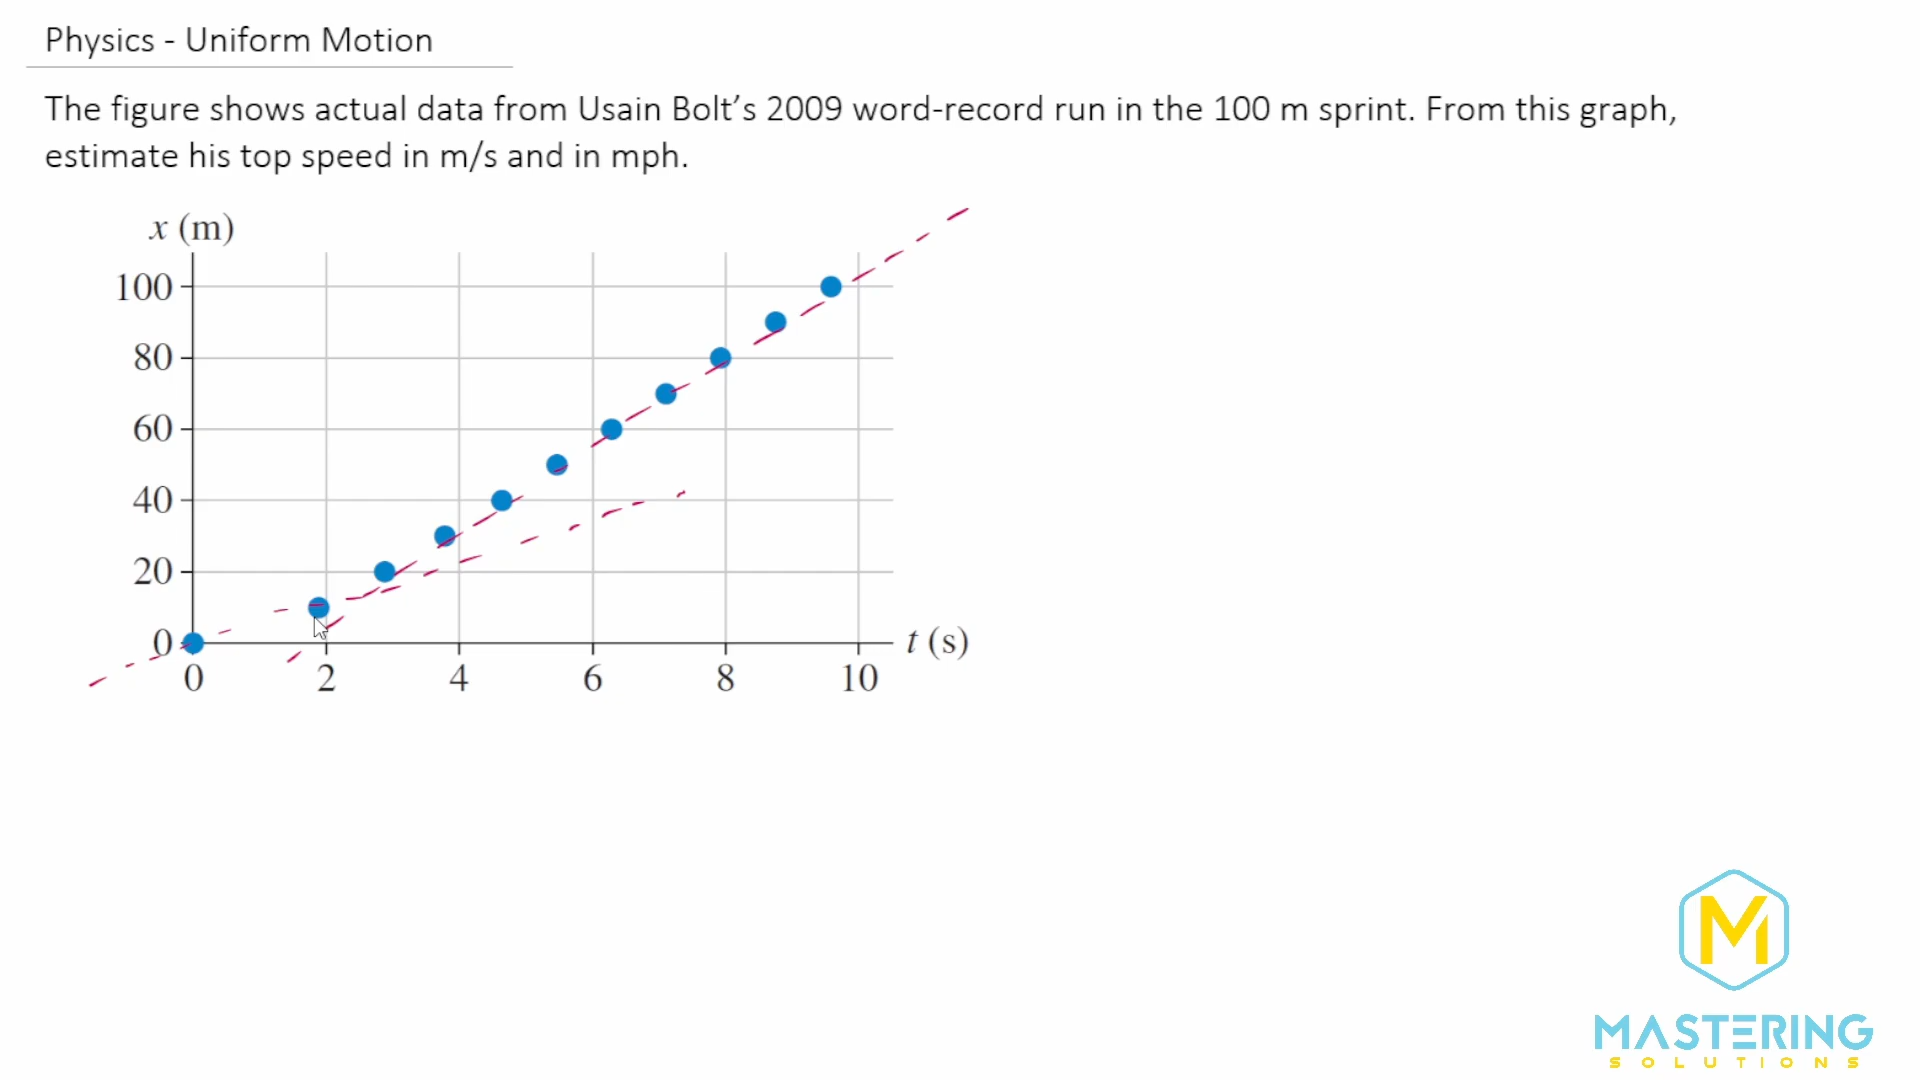 Physics - Uniform Motion
The figure shows actual data from Usain Bolt’s 2009 word-record run in the 100 m sprint. From this graph,
estimate his top speed in m/s and in mph.
x (m)
100
80
60
40
20
0
t (s)
0 2 4 6 8 10
M
MASTERING
SOLUTIONS